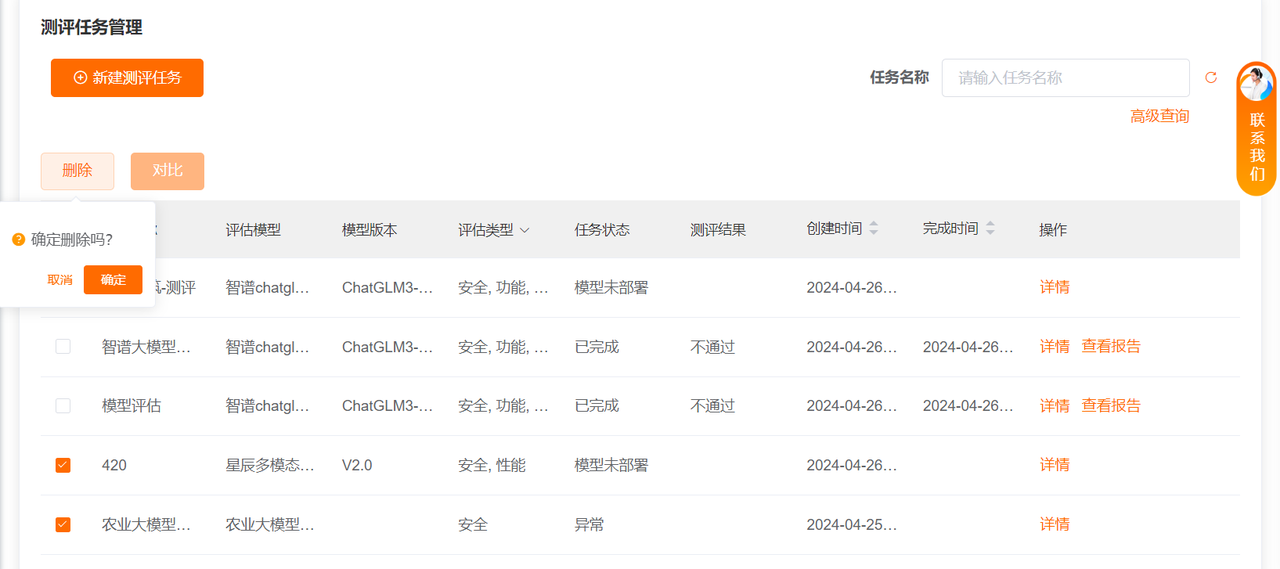 测评任务管理
新建测评任务
任务名称 请输入任务名称
高级查询
联系我们
删除 对比
确定删除吗?
取消 确定
评估模型 模型版本 评估类型 任务状态 测评结果 创建时间 完成时间 操作
-测评 智谱chatgl... ChatGLM3-... 安全, 功能, ... 模型未部署 2024-04-26... 详情
智谱大模型... 智谱chatgl... ChatGLM3-... 安全, 功能, ... 已完成 不通过 2024-04-26... 2024-04-26... 详情 查看报告
模型评估 智谱chatgl... ChatGLM3-... 安全, 功能, ... 已完成 不通过 2024-04-26... 2024-04-26... 详情 查看报告
420 星辰多模态... V2.0 安全, 性能 模型未部署 2024-04-26... 详情
农业大模型... 农业大模型... 安全 异常 2024-04-25... 详情